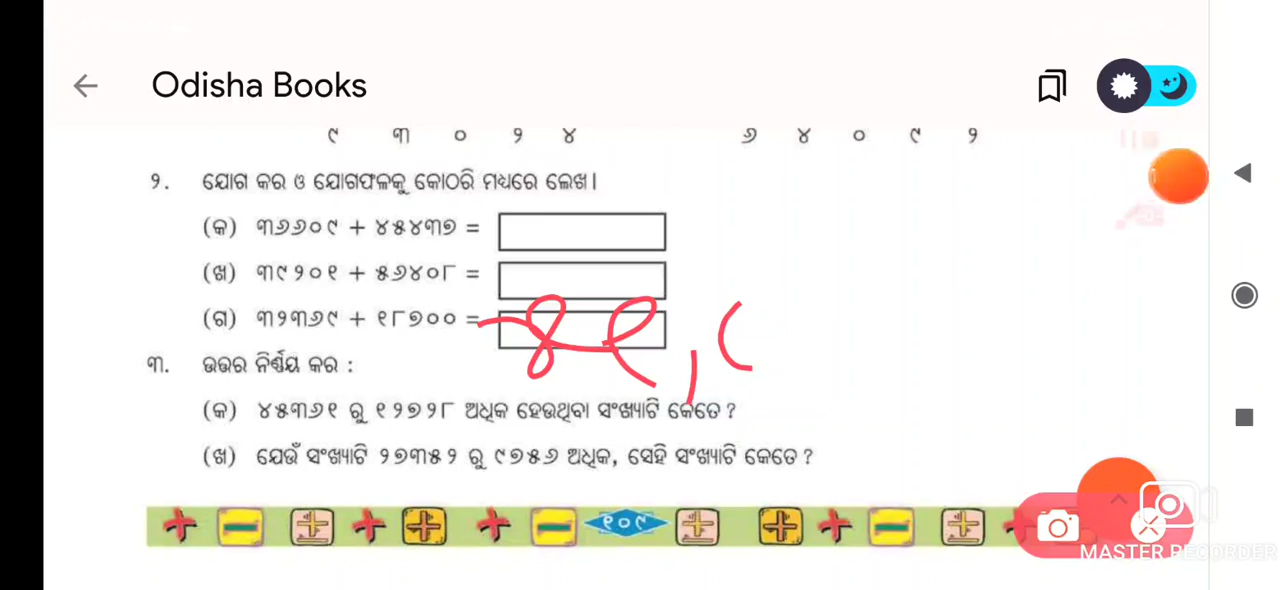 Odisha Books
୯ ୩ ୦ ୨ ୪ ୬ ୪ ୦ ୯ ୨
୨. ଯୋଗ କର ଓ ଯୋଗଫଳକୁ କୋଠରି ମଧ୍ୟରେ ଲେଖ।
(କ) ୩୬୬୦୯ + ୪୫୪୩୭ =
(ଖ) ୩୯୨୦୧ + ୫୬୪୦୮ =
(ଗ) ୩୨୩୬୯ + ୧୮୭୦୦ =
୫୧,
୩. ଉତ୍ତର ନିର୍ଣ୍ଣୟ କର :
(କ) ୪୫୩୬୧ ରୁ ୧୨୭୨୮ ଅଧିକ ହେଉଥିବା ସଂଖ୍ୟାଟି କେତେ ?
(ଖ) ଯେଉଁ ସଂଖ୍ୟାଟି ୨୭୩୫୨ ରୁ ୯୭୫୬ ଅଧିକ, ସେହି ସଂଖ୍ୟାଟି କେତେ ?
୧୦୯
MASTER RECORDER